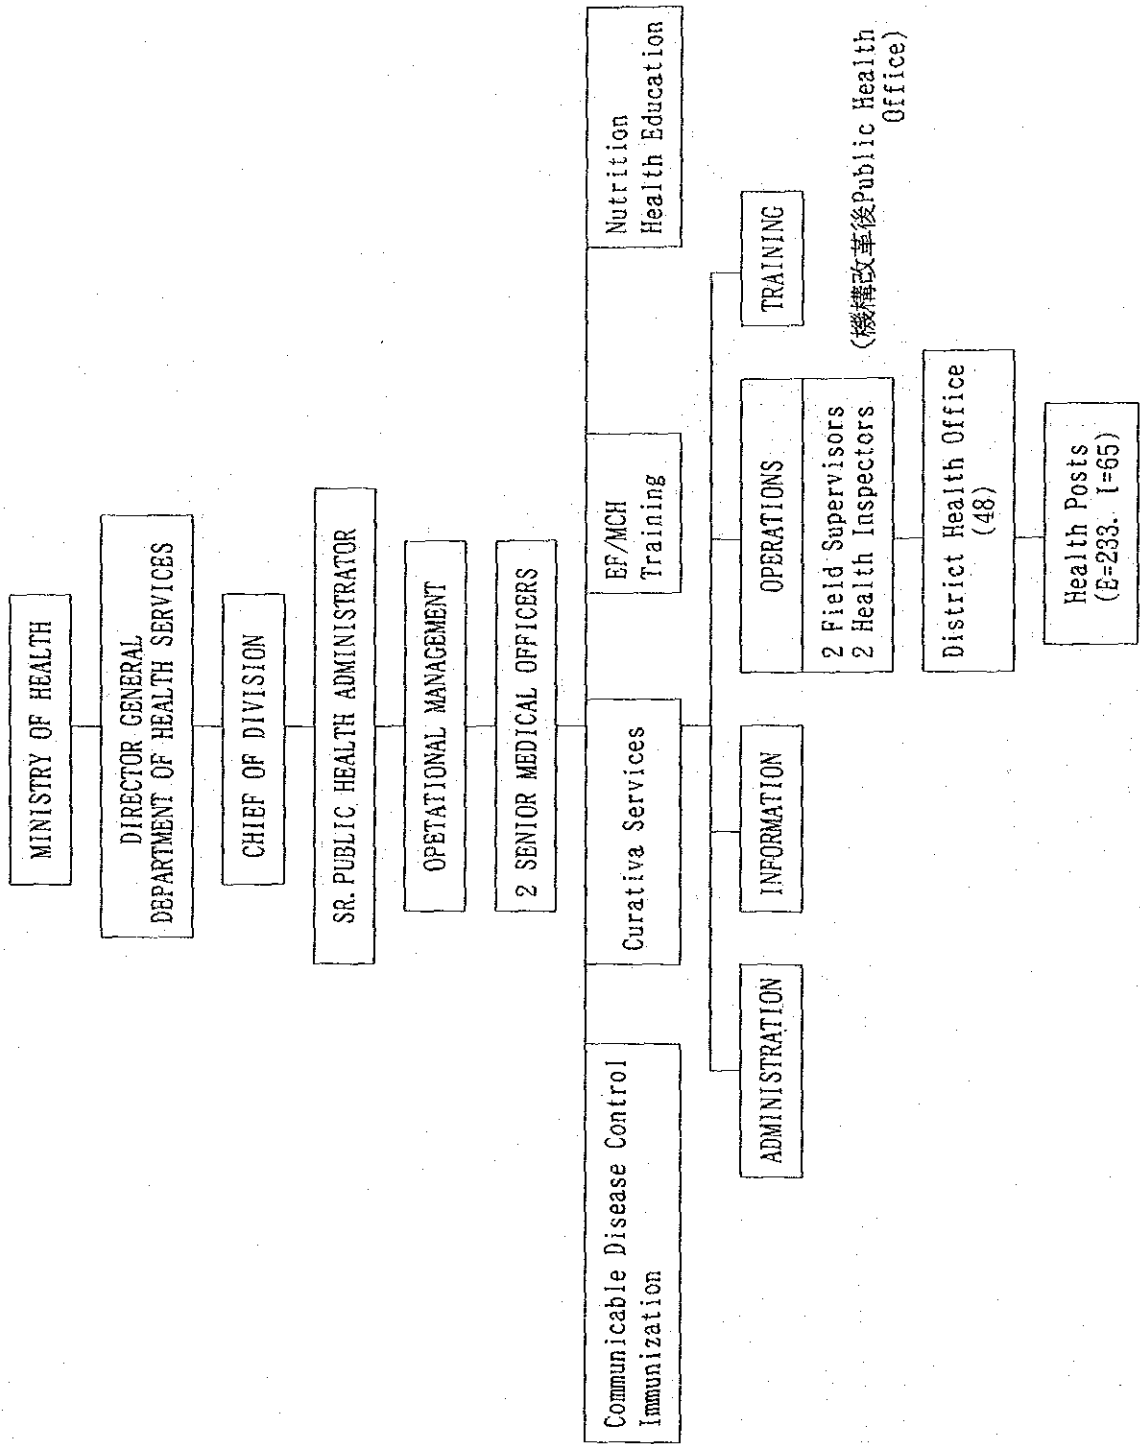 MINISTRY OF HEALTH
DIRECTOR GENERAL
DEPARTMENT OF HEALTH SERVICES
CHIEF OF DIVISION
SR. PUBLIC HEALTH ADMINISTRATOR
OPETATIONAL MANAGEMENT
2 SENIOR MEDICAL OFFICERS
Communicable Disease Control
Immunization
Curativa Services
EF/MCH
Training
Nutrition
Health Education
ADMINISTRATION
INFORMATION
OPERATIONS
2 Field Supervisors
2 Health Inspectors
TRAINING
(機構改革後Public Health
Office)
District Health Office
(48)
Health Posts
(E=233. I=65)